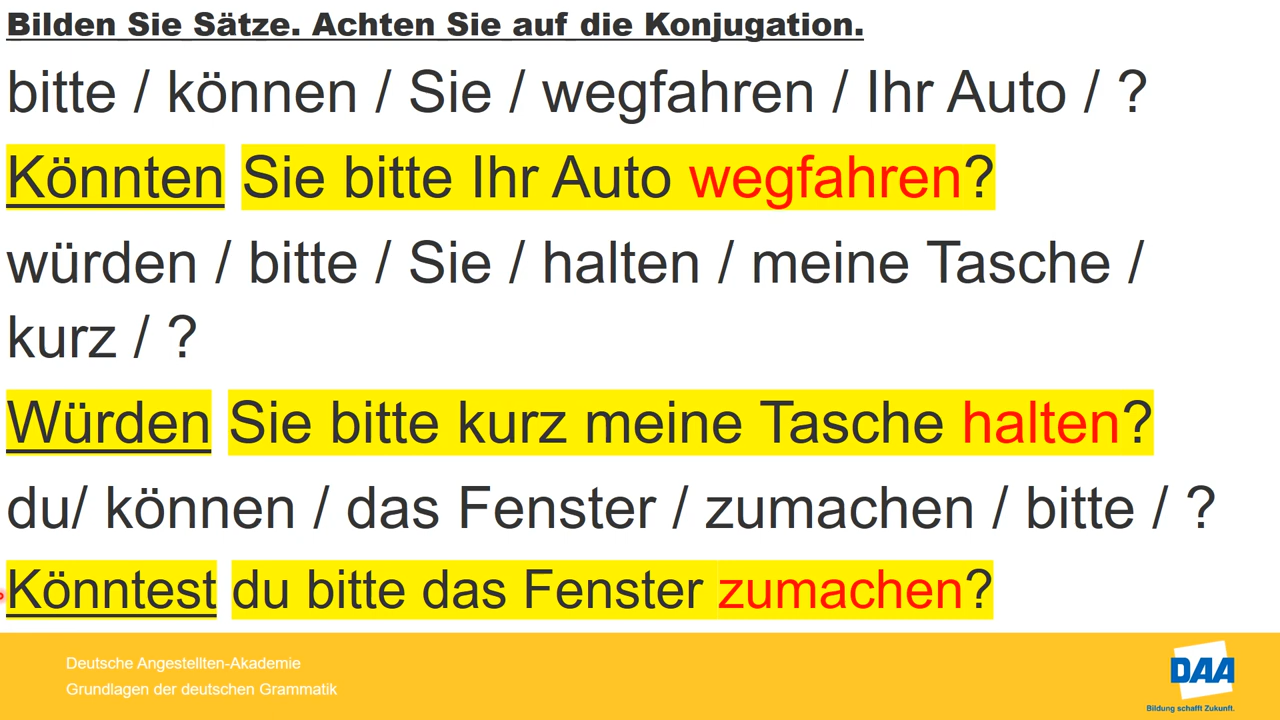 Bilden Sie Sätze. Achten Sie auf die Konjugation.
bitte / können / Sie / wegfahren / Ihr Auto / ?
Könnten Sie bitte Ihr Auto wegfahren?
würden / bitte / Sie / halten / meine Tasche /
kurz / ?
Würden Sie bitte kurz meine Tasche halten?
du/ können / das Fenster / zumachen / bitte / ?
Könntest du bitte das Fenster zumachen?
Deutsche Angestellten-Akademie
Grundlagen der deutschen Grammatik
DAA
Bildung schafft Zukunft.